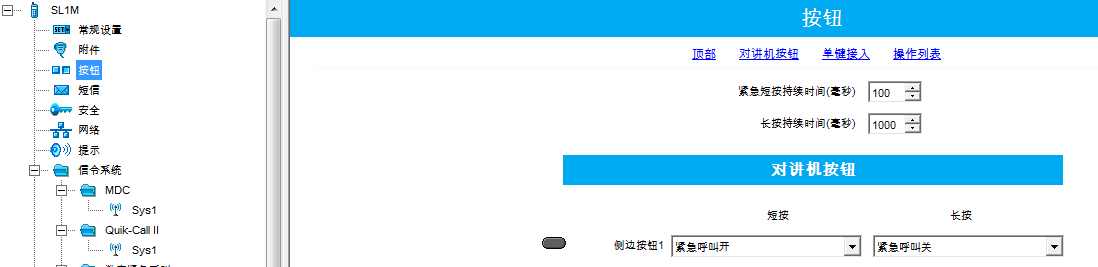 SL1M
常规设置
附件
按钮
短信
安全
网络
提示
信令系统
MDC
Sys1
Quik-Call II
Sys1
按钮
顶部 对讲机按钮 单键接入 操作列表
紧急短按持续时间(毫秒) 100
长按持续时间(毫秒) 1000
对讲机按钮
短按 长按
侧边按钮1 紧急呼叫开 紧急呼叫关